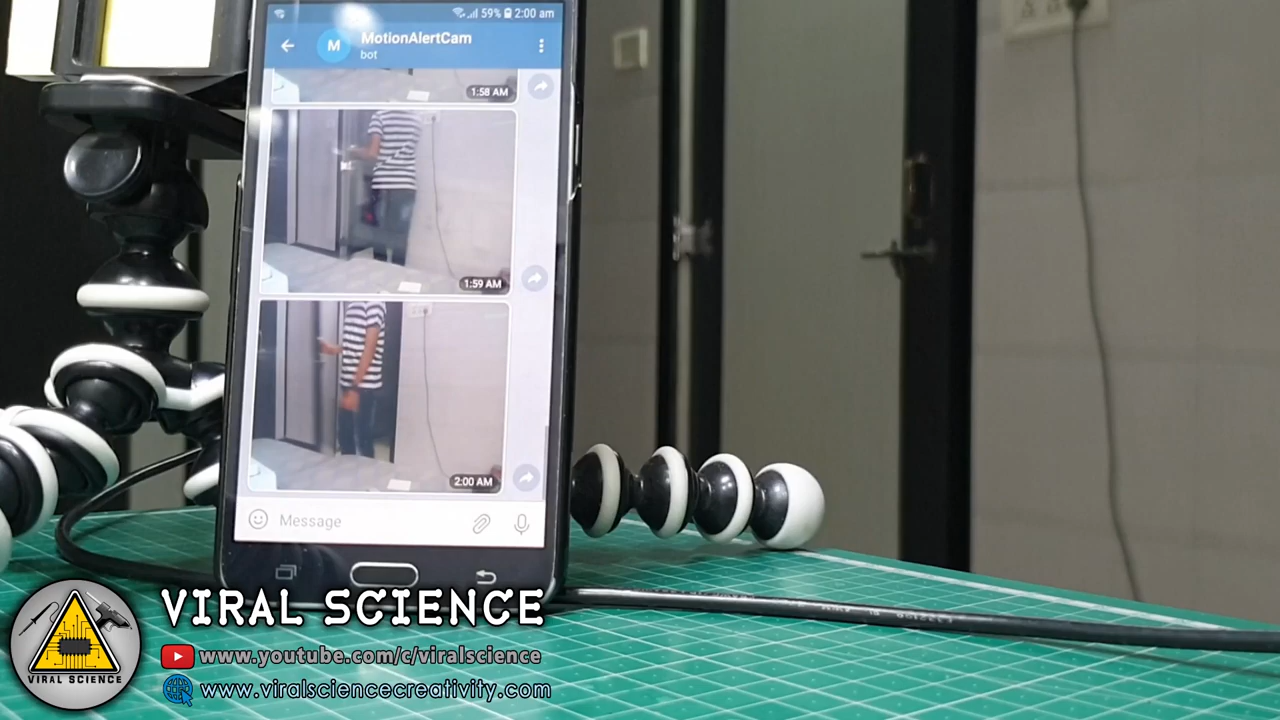 59% 2:00 am
M
MotionAlertCam
bot
1:58 AM
1:59 AM
2:00 AM
Message
VIRAL SCIENCE
VIRAL SCIENCE
www.youtube.com/c/viralscience
www.viralsciencecreativity.com